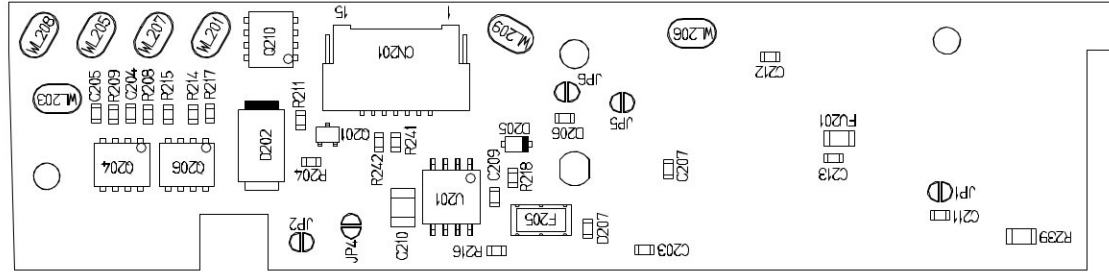 WL208
WL205
WL207
WL201
Q210
15
1
CN201
WL209
WL206
C212
WL203
C205
R209
C204
R208
R215
R214
R217
D202
R211
Q201
R242
R241
JP6
JP5
D206
D205
FU201
Q204
Q206
R204
U201
C209
R218
C207
C213
JP2
JP4
C210
F205
D207
R216
C203
JP1
C211
R239